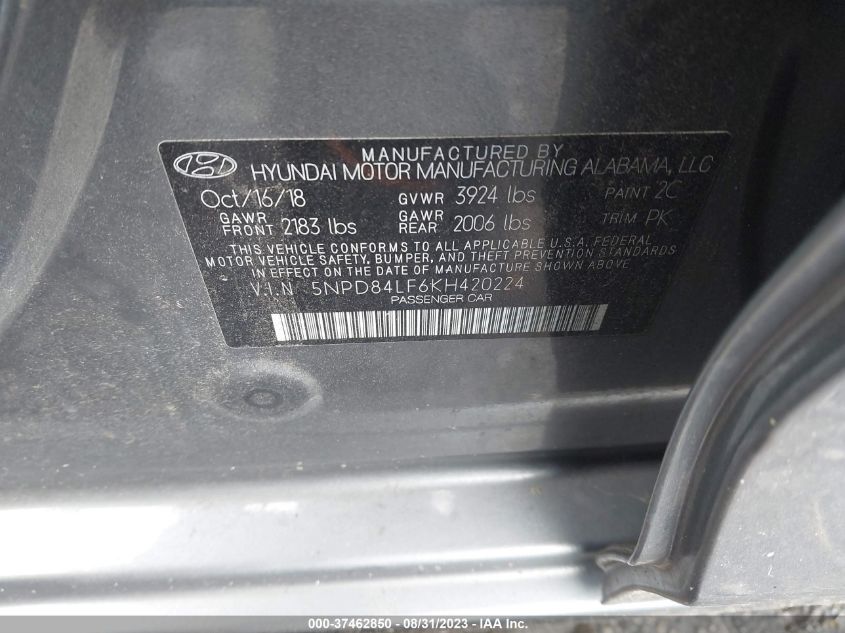 MANUFACTURED BY
HYUNDAI MOTOR MANUFACTURING ALABAMA, LLC
Oct/16/18 GVWR 3924 lbs PAINT 2C
GAWR FRONT 2183 lbs GAWR REAR 2006 lbs TRIM PK
THIS VEHICLE CONFORMS TO ALL APPLICABLE U.S.A. FEDERAL
MOTOR VEHICLE SAFETY, BUMPER, AND THEFT PREVENTION STANDARDS
IN EFFECT ON THE DATE OF MANUFACTURE SHOWN ABOVE
V.I.N 5NPD84LF6KH420224
PASSENGER CAR
000-37462850 - 08/31/2023 - Copyright © 2023 IAA, Inc.